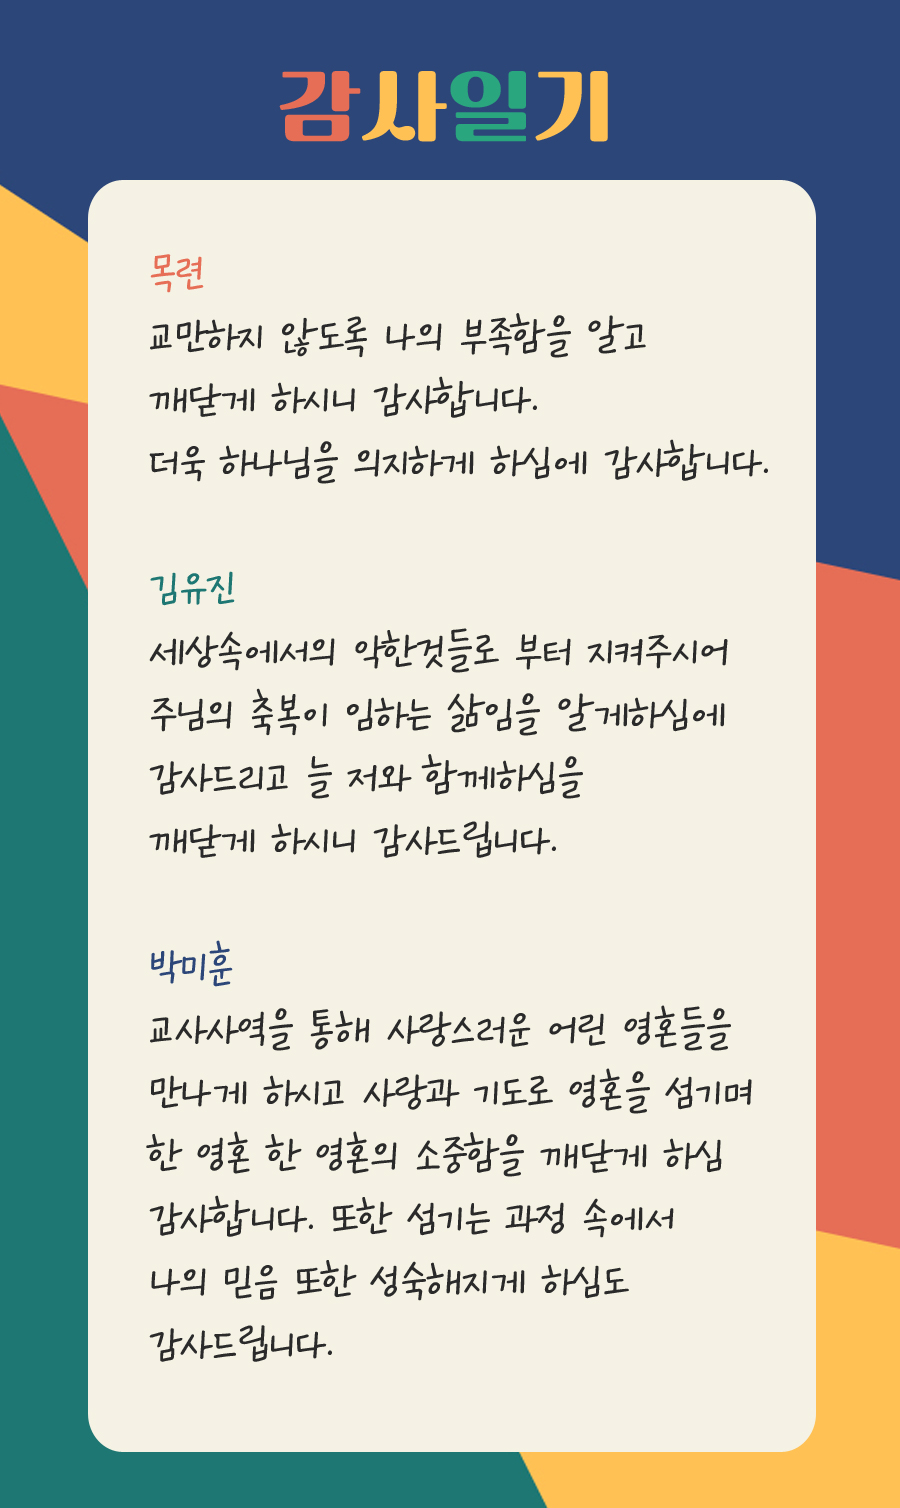 감사일기
목련
교만하지 않도록 나의 부족함을 알고
깨닫게 하시니 감사합니다.
더욱 하나님을 의지하게 하심에 감사합니다.
김유진
세상속에서의 악한것들로 부터 지켜주시어
주님의 축복이 임하는 삶임을 알게하심에
감사드리고 늘 저와 함께하심을
깨닫게 하시니 감사드립니다.
박미훈
교사사역을 통해 사랑스러운 어린 영혼들을
만나게 하시고 사랑과 기도로 영혼을 섬기며
한 영혼 한 영혼의 소중함을 깨닫게 하심
감사합니다. 또한 섬기는 과정 속에서
나의 믿음 또한 성숙해지게 하심도
감사드립니다.